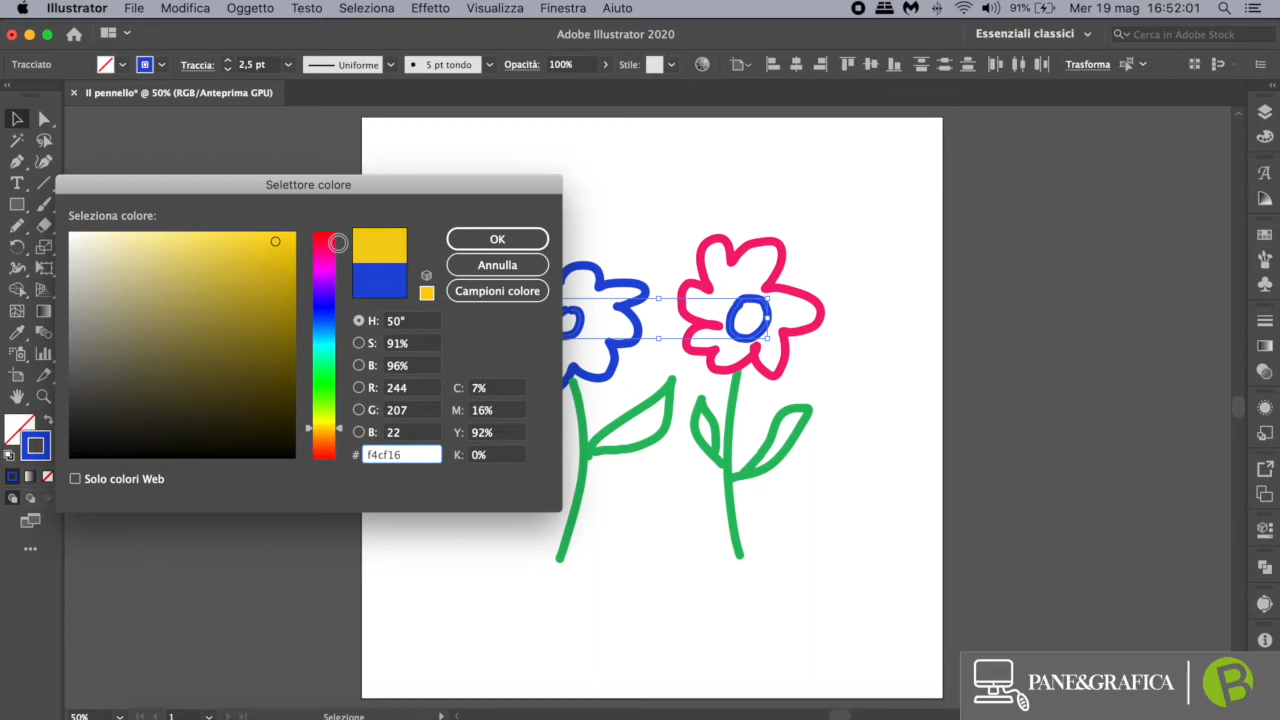 Illustrator File Modifica Oggetto Testo Seleziona Effetto Visualizza Finestra Aiuto 91% Mer 19 mag 16:52:01
Adobe Illustrator 2020 Essenziali classici Cerca in Adobe Stock
Tracciato Traccia: 2,5 pt Uniforme 5 pt tondo Opacità: 100% Stile: Trasforma
Il pennello* @ 50% (RGB/Anteprima GPU)
Selettore colore
Seleziona colore:
OK
Annulla
Campioni colore
H: 50°
S: 91%
B: 96%
R: 244 C: 7%
G: 207 M: 16%
B: 22 Y: 92%
# f4cf16 K: 0%
Solo colori Web
PANE&GRAFICA
50% 1 Selezione